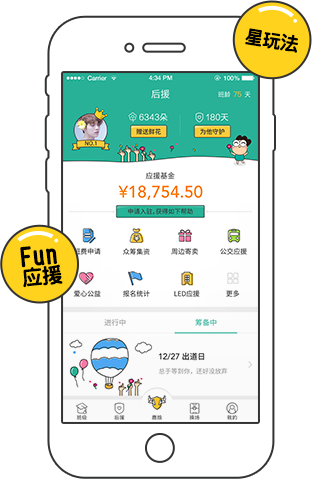 星玩法
Carrier 4:34 PM 100%
后援 班龄 75 天
6343朵 180天
赠送鲜花 为他守护
NO.1
应援基金
¥18,754.50
申请入驻,获得如下帮助
Fun
应援
班费申请 众筹集资 周边寄卖 公交应援
爱心公益 报名统计 LED应援 更多
进行中 筹备中
12/27 出道日
总于等到你，还好没放弃
班级 后援 惠班 操场 我的